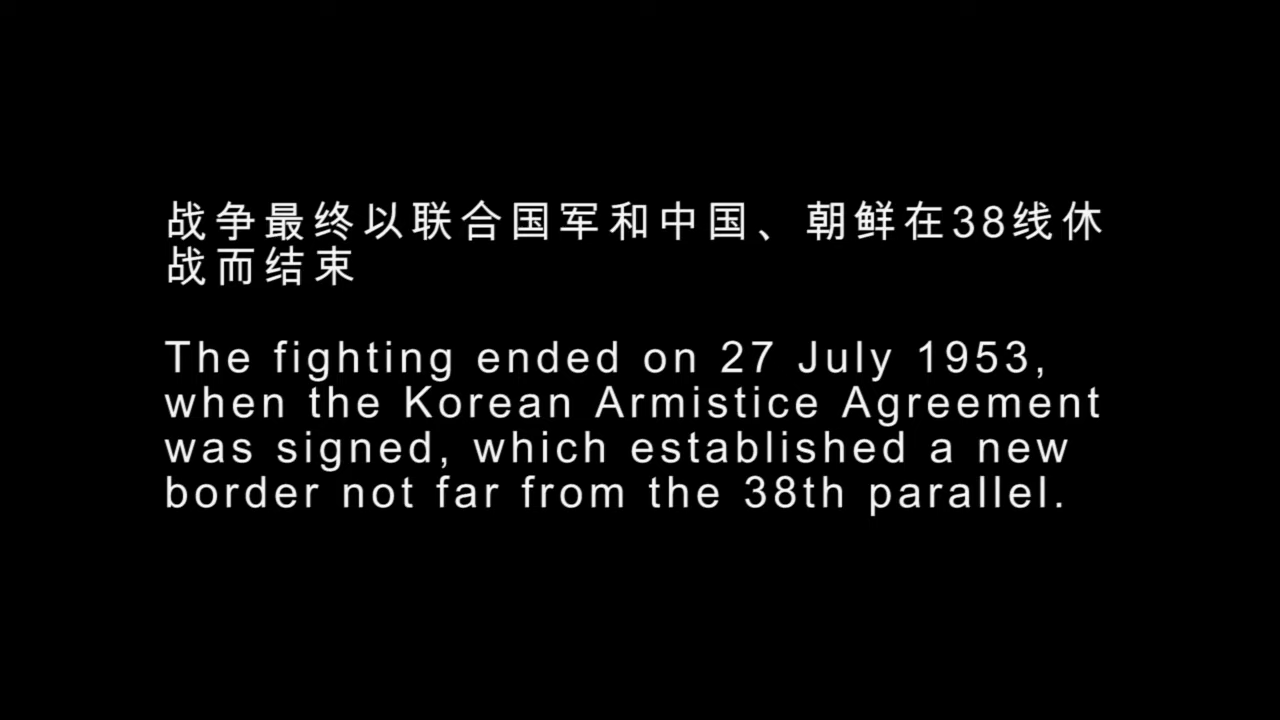 战争最终以联合国军和中国、朝鲜在38线休
战而结束
The fighting ended on 27 July 1953,
when the Korean Armistice Agreement
was signed, which established a new
border not far from the 38th parallel.